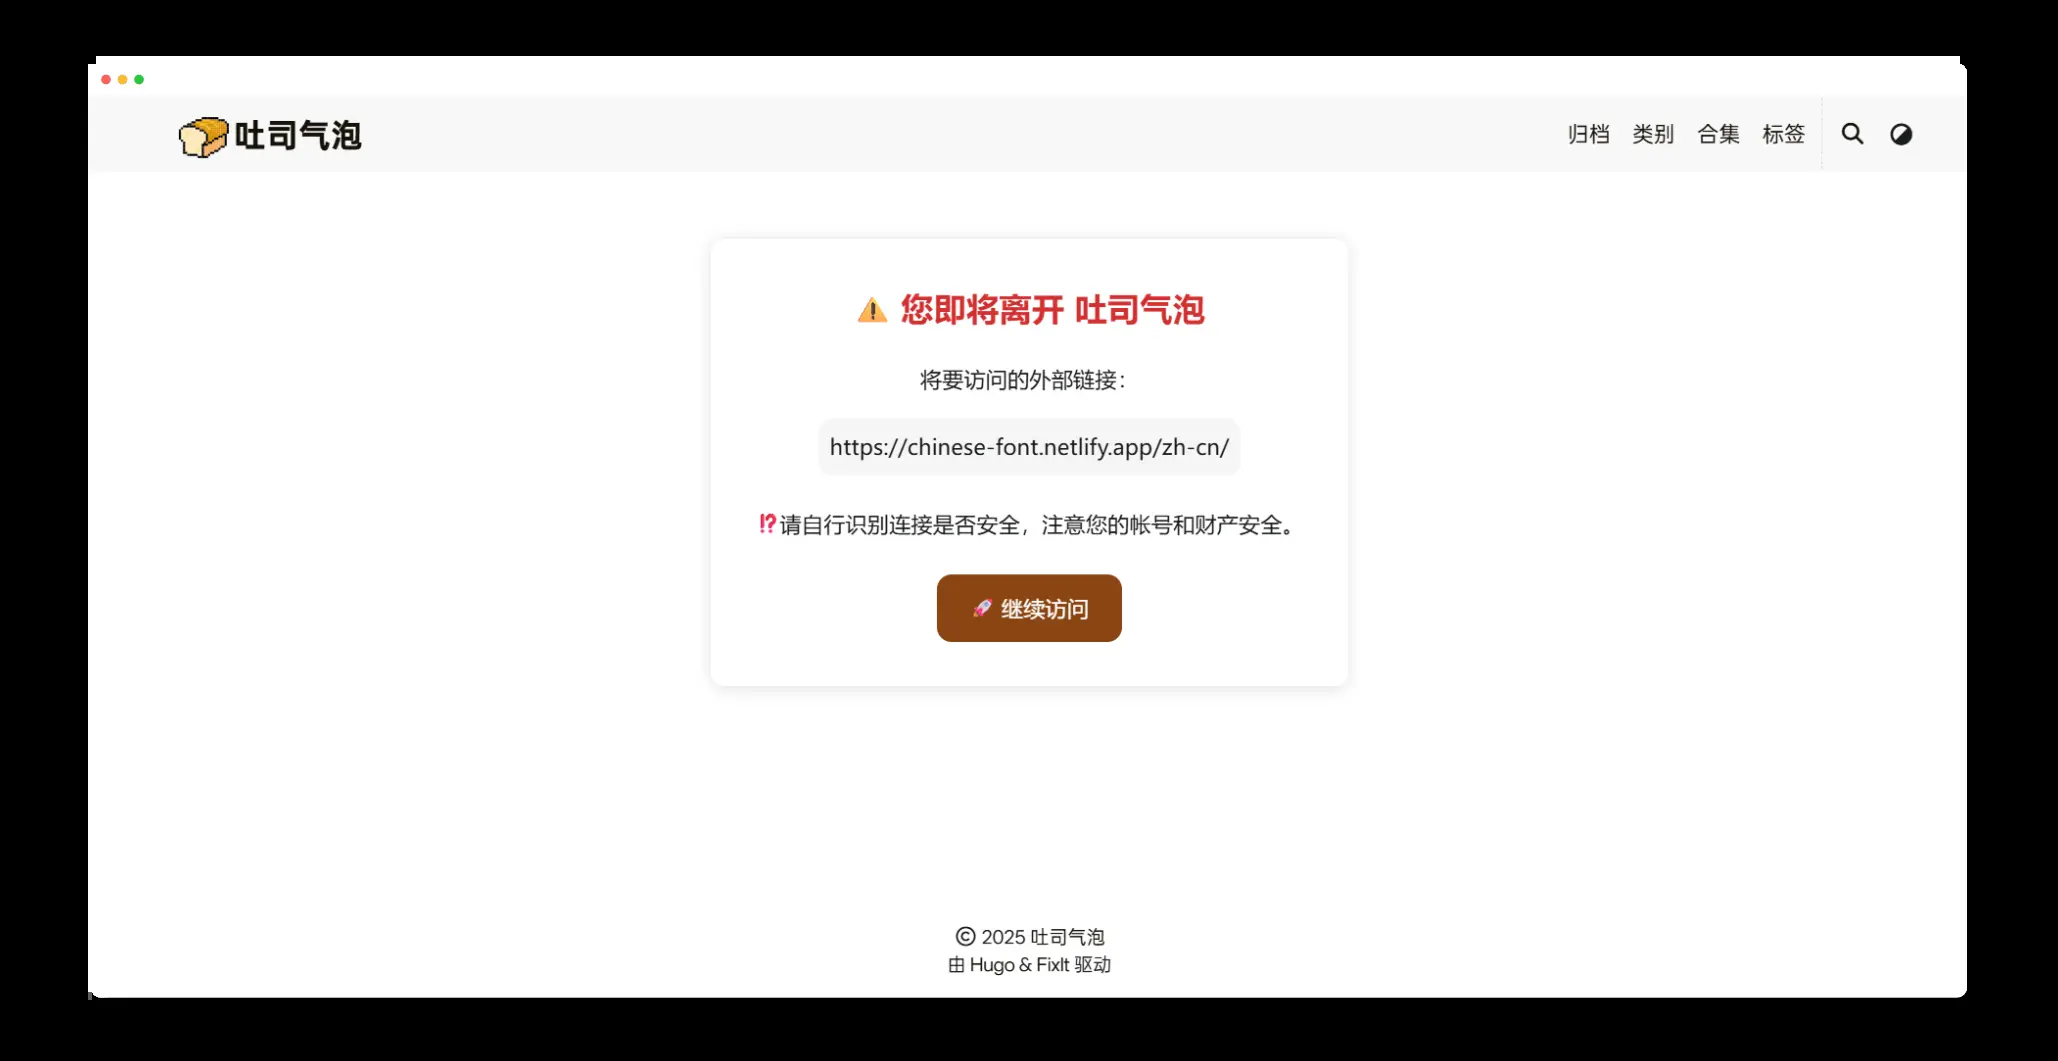 吐司气泡
归档 类别 合集 标签
⚠️ 您即将离开 吐司气泡
将要访问的外部链接：
https://chinese-font.netlify.app/zh-cn/
⁉️请自行识别连接是否安全，注意您的帐号和财产安全。
🚀 继续访问
© 2025 吐司气泡
由 Hugo & FixIt 驱动